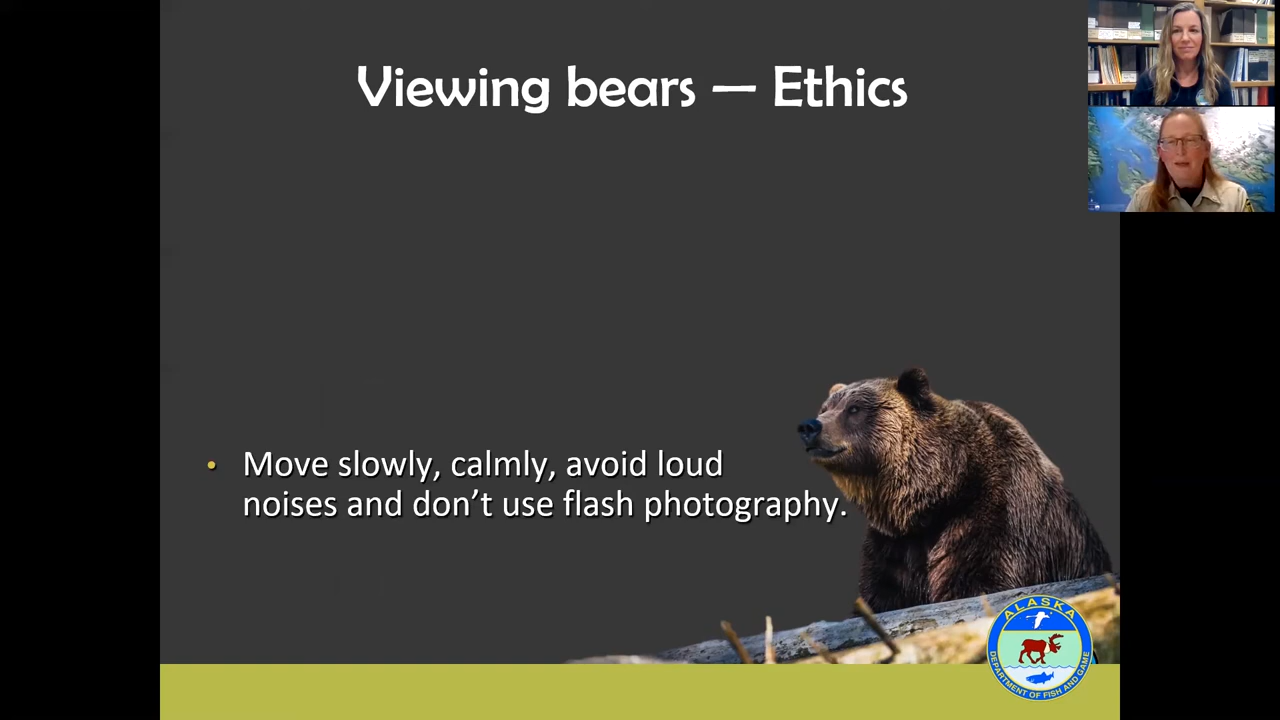 Viewing bears — Ethics
• Move slowly, calmly, avoid loud
noises and don't use flash photography.
ALASKA
DEPARTMENT OF FISH AND GAME